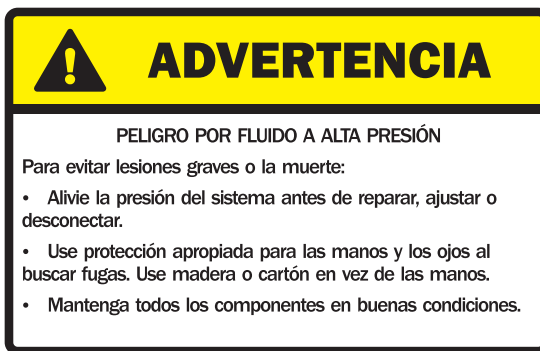 ADVERTENCIA
PELIGRO POR FLUIDO A ALTA PRESIÓN
Para evitar lesiones graves o la muerte:
• Alivie la presión del sistema antes de reparar, ajustar o
desconectar.
• Use protección apropiada para las manos y los ojos al
buscar fugas. Use madera o cartón en vez de las manos.
• Mantenga todos los componentes en buenas condiciones.